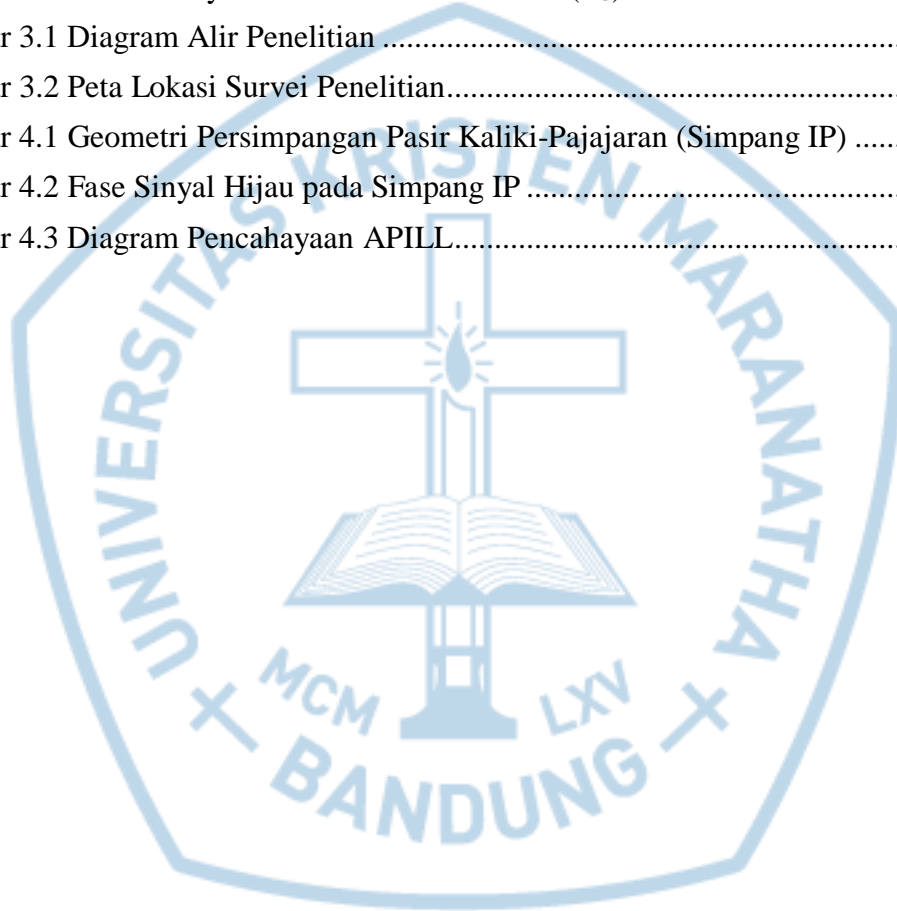 r 3.1 Diagram Alir Penelitian ................................................................
r 3.2 Peta Lokasi Survei Penelitian........................................................
r 4.1 Geometri Persimpangan Pasir Kaliki-Pajajaran (Simpang IP) ......
r 4.2 Fase Sinyal Hijau pada Simpang IP ..............................................
r 4.3 Diagram Pencahayaan APILL.......................................................
UNIVERSITAS KRISTEN MARANATHA
MCM LXV
BANDUNG